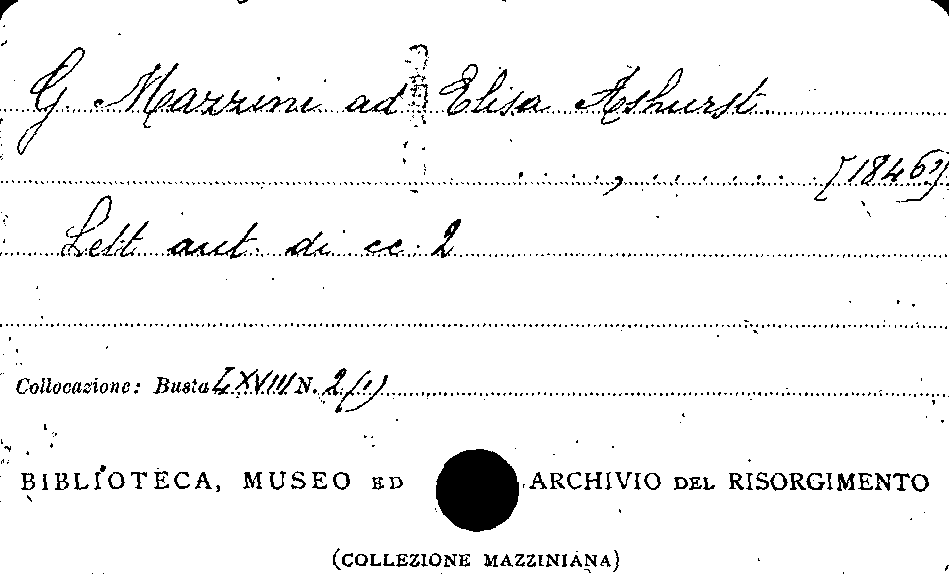 G. Mazzini ad Elisa Ashurst
. . . . , . . . . . . . [1846?]
Lett. aut. di cc. 2
Collocazione: Busta LXVIII N. 2(1)
BIBLIOTECA, MUSEO ED ARCHIVIO DEL RISORGIMENTO
(COLLEZIONE MAZZINIANA)